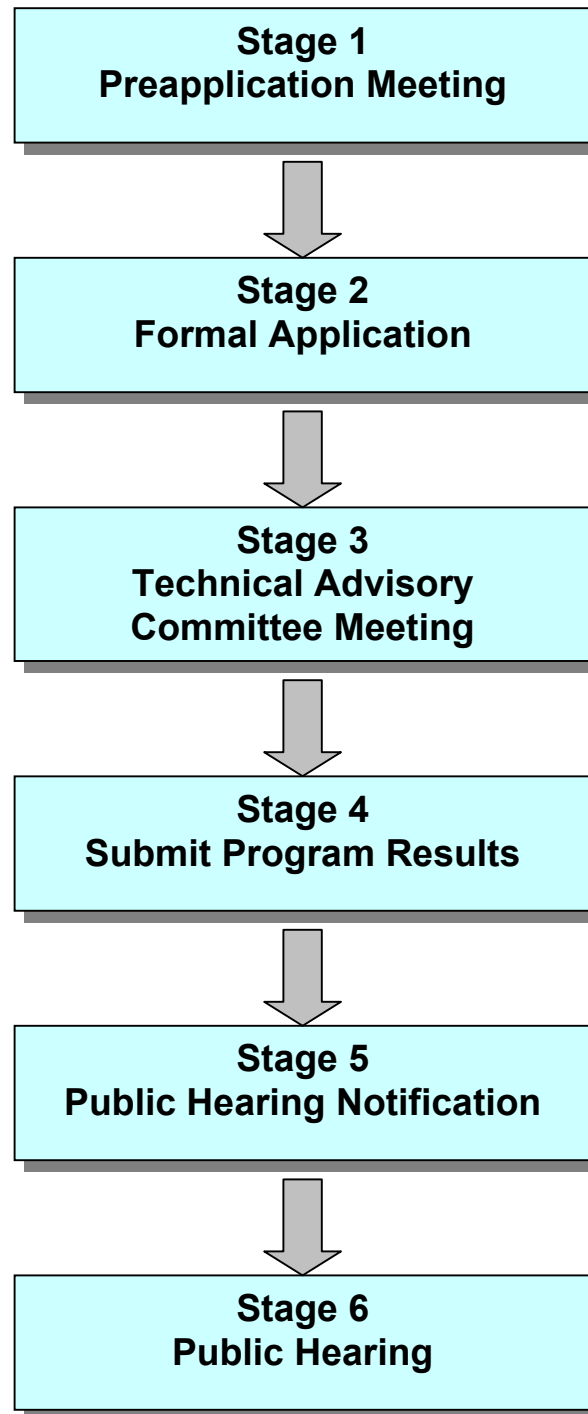 Stage 1
Preapplication Meeting
Stage 2
Formal Application
Stage 3
Technical Advisory
Committee Meeting
Stage 4
Submit Program Results
Stage 5
Public Hearing Notification
Stage 6
Public Hearing